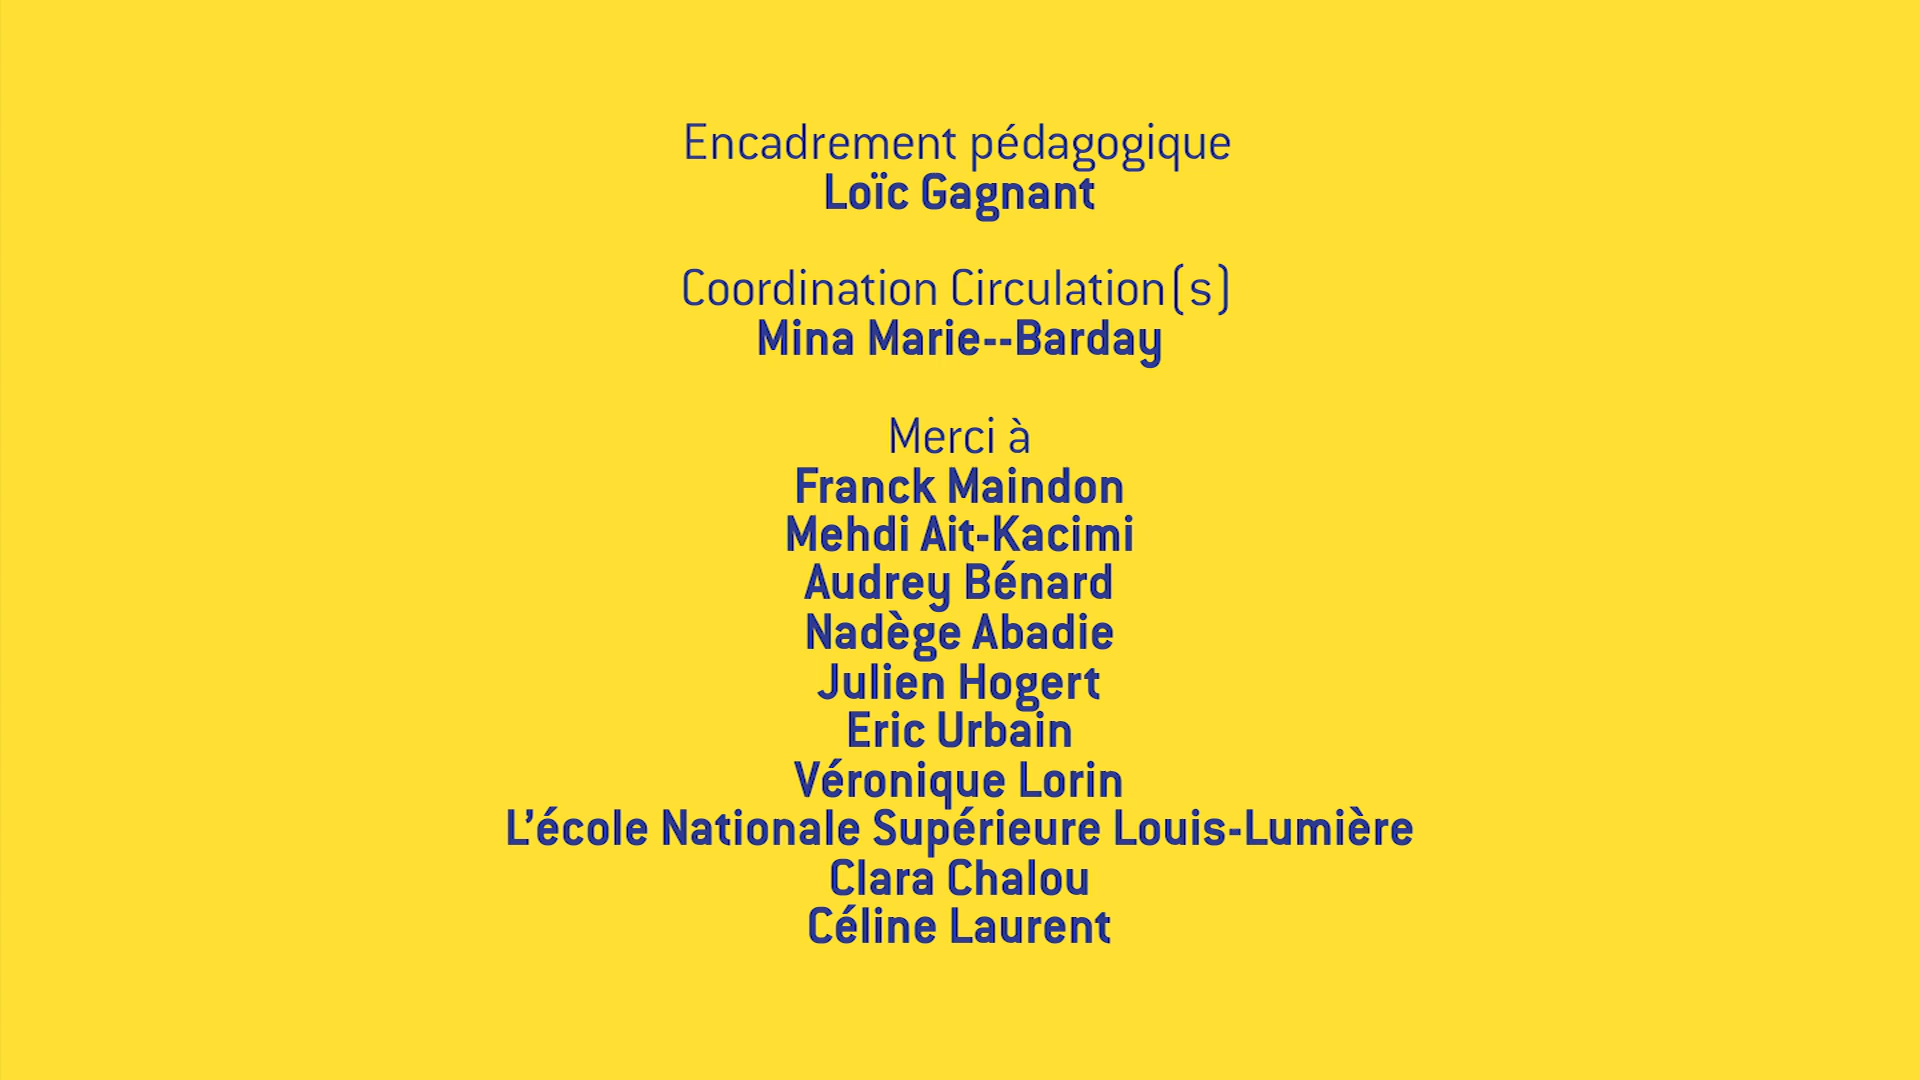 Encadrement pédagogique
Loïc Gagnant
Coordination Circulation(s)
Mina Marie--Barday
Merci à
Franck Maindon
Mehdi Ait-Kacimi
Audrey Bénard
Nadège Abadie
Julien Hogert
Eric Urbain
Véronique Lorin
L’école Nationale Supérieure Louis-Lumière
Clara Chalou
Céline Laurent